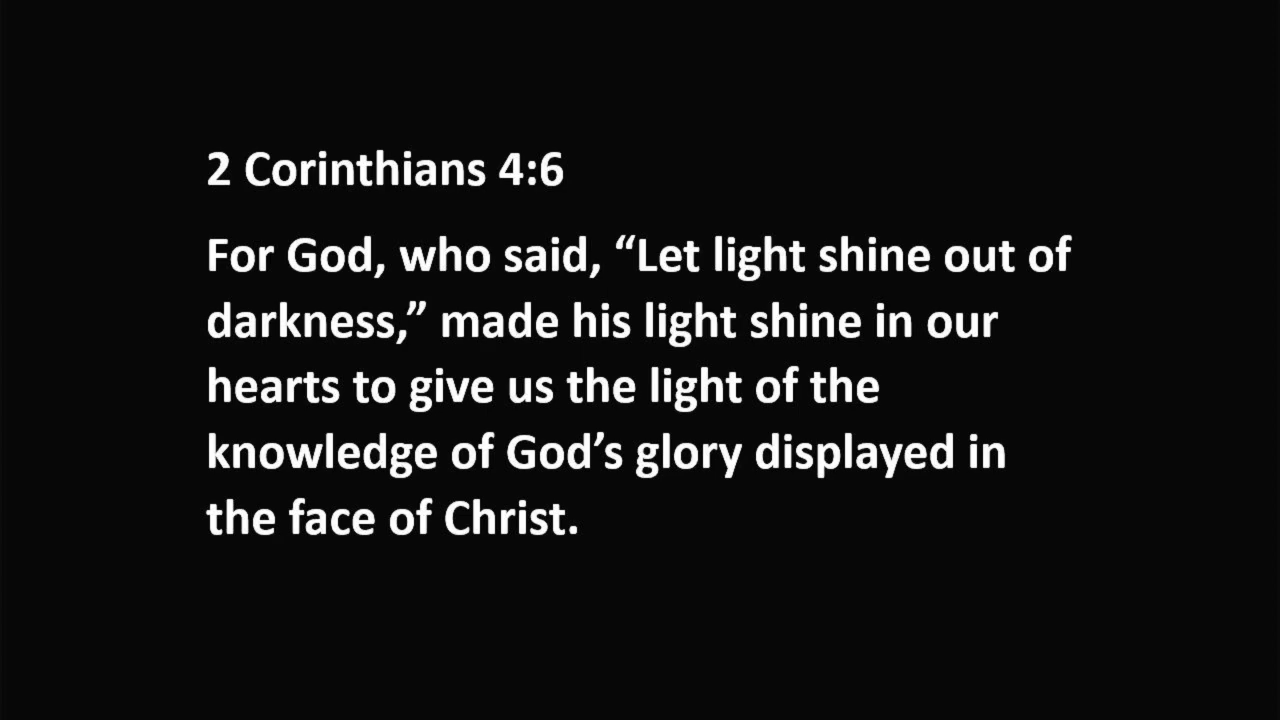 2 Corinthians 4:6
For God, who said, “Let light shine out of
darkness,” made his light shine in our
hearts to give us the light of the
knowledge of God’s glory displayed in
the face of Christ.